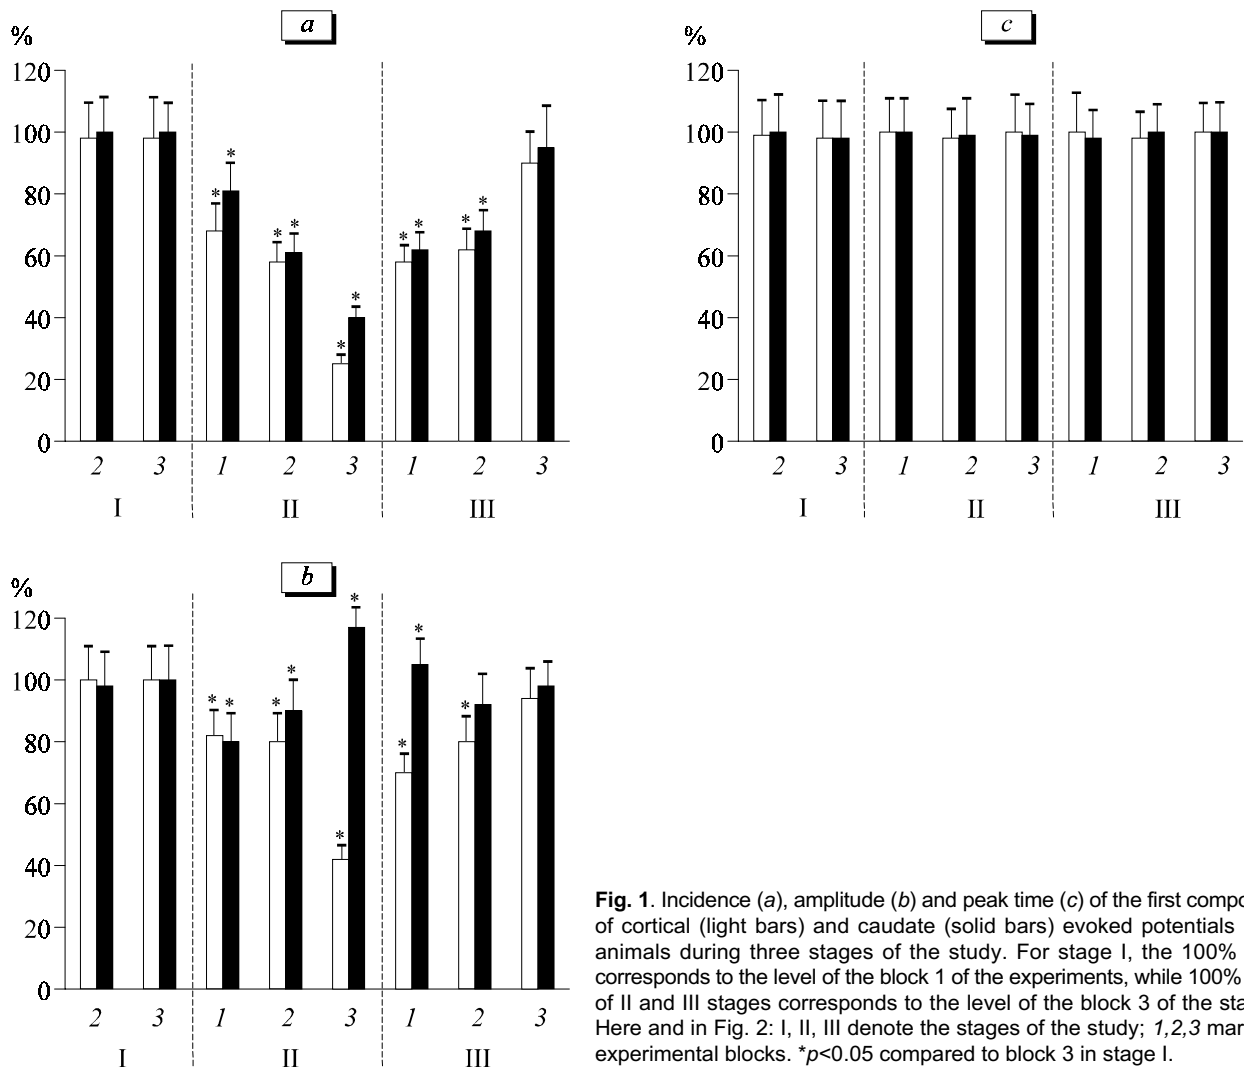 a
%
120
100
80
60
40
20
0
* * * * * * * * * *
2 3 1 2 3 1 2 3
I II III
c
%
120
100
80
60
40
20
0
2 3 1 2 3 1 2 3
I II III
b
%
120
100
80
60
40
20
0
* * * * * * * * *
2 3 1 2 3 1 2 3
I II III
Fig. 1. Incidence (a), amplitude (b) and peak time (c) of the first
of cortical (light bars) and caudate (solid bars) evoked potentials
animals during three stages of the study. For stage I, the 100%
corresponds to the level of the block 1 of the experiments, while 100%
of II and III stages corresponds to the level of the block 3 of the
Here and in Fig. 2: I, II, III denote the stages of the study; 1,2,3
experimental blocks. *p<0.05 compared to block 3 in stage I.